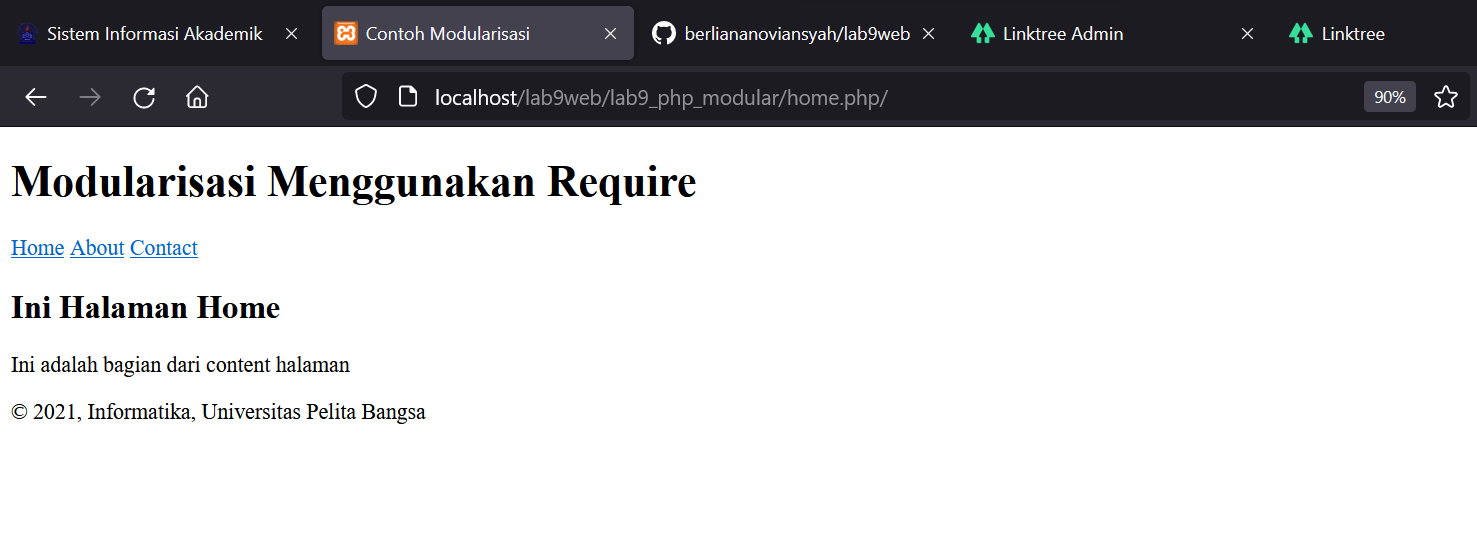 Sistem Informasi Akademik
Contoh Modularisasi
berliananoviansyah/lab9web
Linktree Admin
Linktree
localhost/lab9web/lab9_php_modular/home.php/
90%
Modularisasi Menggunakan Require
Home About Contact
Ini Halaman Home
Ini adalah bagian dari content halaman
© 2021, Informatika, Universitas Pelita Bangsa